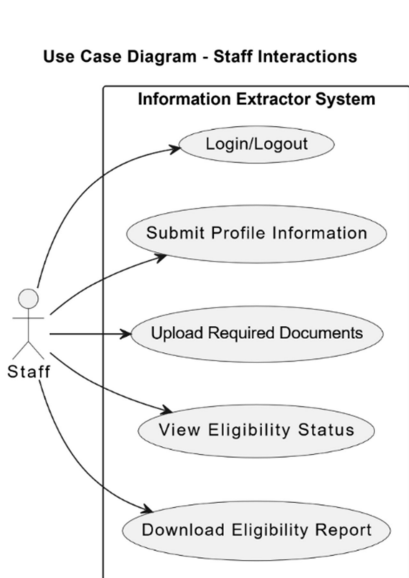 Use Case Diagram - Staff Interactions
Information Extractor System
Login/Logout
Submit Profile Information
Upload Required Documents
Staff
View Eligibility Status
Download Eligibility Report